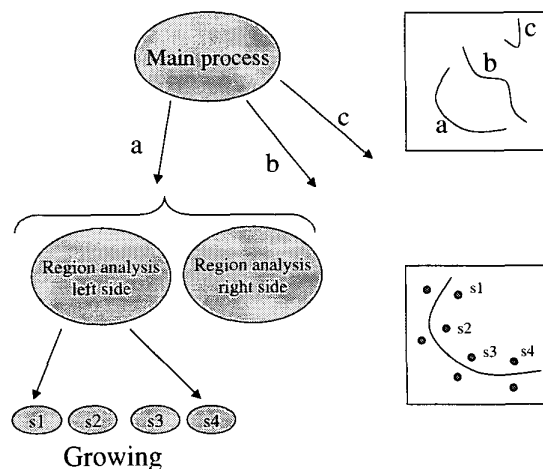 Main process
a
b
c
Region analysis
left side
Region analysis
right side
s1
s2
s3
s4
Growing
c
b
a
s1
s2
s3
s4